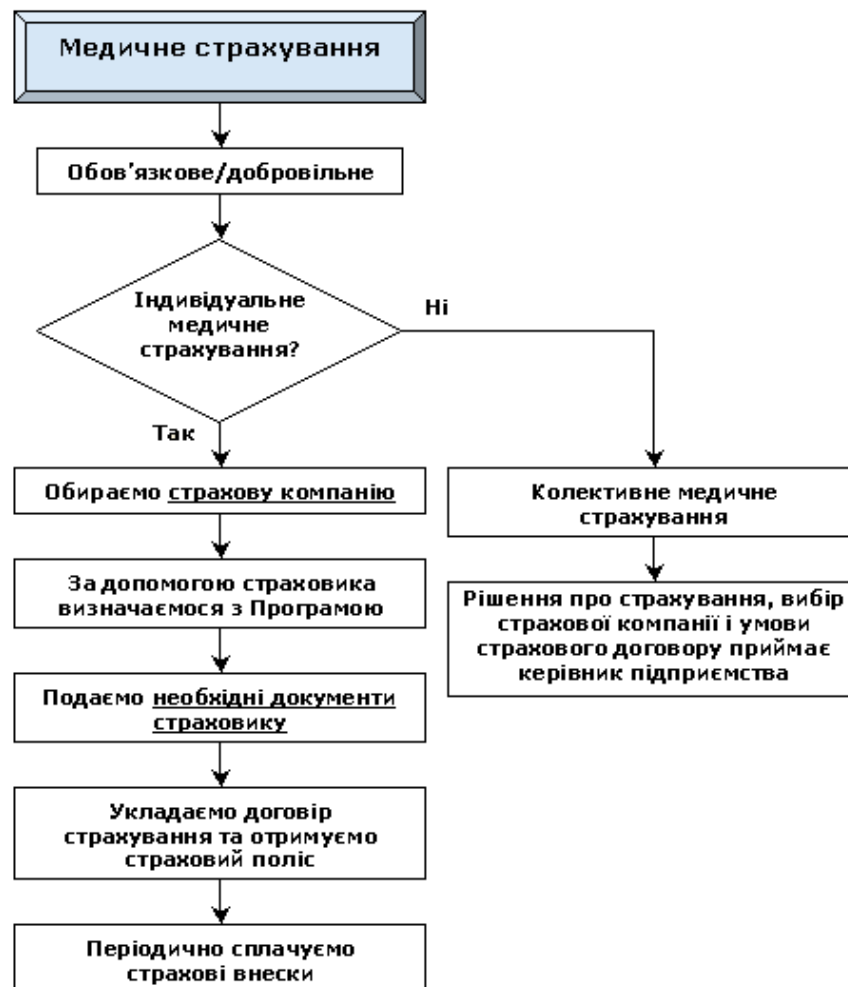 Медичне страхування
Обов'язкове/добровільне
Індивідуальне
медичне
страхування?
Ні
Так
Обираємо страхову компанію
Колективне медичне
страхування
За допомогою страховика
визначаємося з Програмою
Рішення про страхування, вибір
страхової компанії і умови
страхового договору приймає
керівник підприємства
Подаємо необхідні документи
страховику
Укладаємо договір
страхування та отримуємо
страховий поліс
Періодично сплачуємо
страхові внески